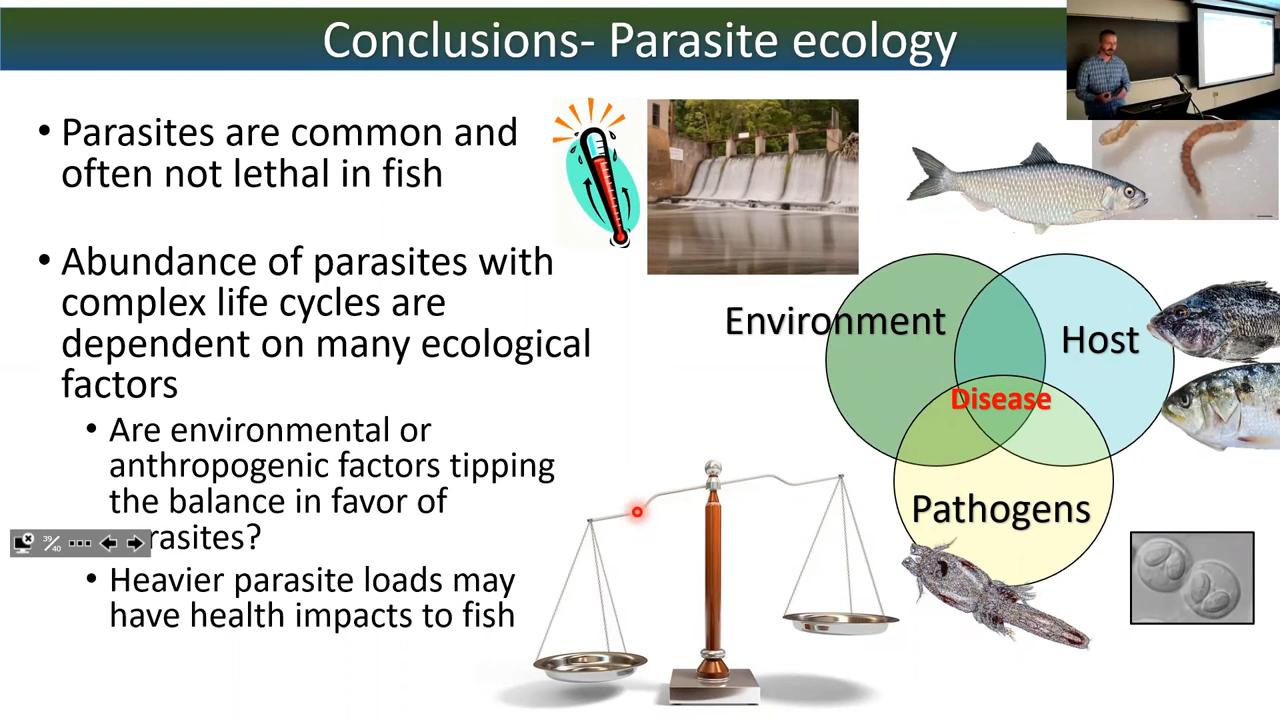 Conclusions- Parasite ecology
• Parasites are common and
often not lethal in fish
• Abundance of parasites with
complex life cycles are
dependent on many ecological
factors
• Are environmental or
anthropogenic factors tipping
the balance in favor of
rasites?
• Heavier parasite loads may
have health impacts to fish
Environment
Host
Disease
Pathogens
39/40